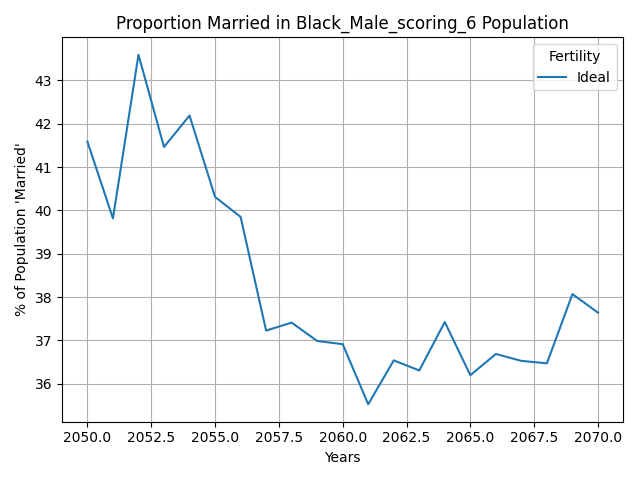 Proportion Married in Black_Male_scoring_6 Population
Fertility
Ideal
% of Population 'Married'
43
42
41
40
39
38
37
36
2050.0 2052.5 2055.0 2057.5 2060.0 2062.5 2065.0 2067.5 2070.0
Years